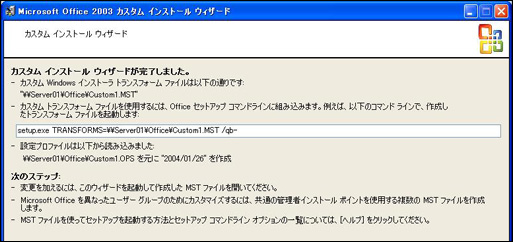 Microsoft Office 2003 カスタム インストール ウィザード
カスタム インストール ウィザード
カスタム インストール ウィザードが完了しました。
- カスタム Windows インストーラ トランスフォーム ファイルは以下の通りです:
"¥¥Server01¥Office¥Custom1.MST"
- カスタム トランスフォーム ファイルを使用するには、Office セットアップ コマンドラインに組み込みます。例えば、以下のコマンド ラインで、作成し
たトランスフォーム ファイルを起動します:
setup.exe TRANSFORMS=¥¥Server01¥Office¥Custom1.MST /qb-
- 設定プロファイルは以下から読み込みました:
¥¥Server01¥Office¥Custom1.OPS を元に "2004/01/26" を作成
次のステップ:
- 変更を加えるには、このウィザードを起動して作成した MST ファイルを開いてください。
- Microsoft Office を異なったユーザー グループのためにカスタマイズするには、共通の管理者インストール ポイントを使用する複数の MST ファイルを作成
します。
- MST ファイルを使ってセットアップを起動する方法とセットアップ コマンドライン オプションの一覧については、[ヘルプ] をクリックしてください。